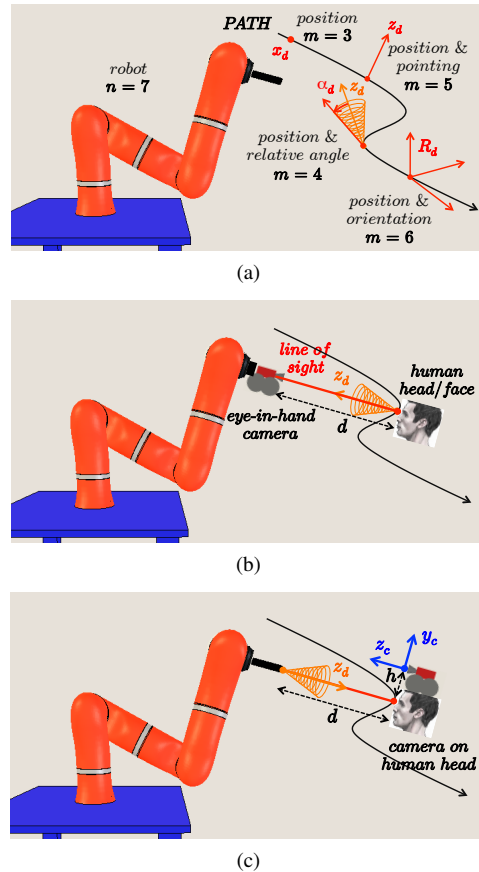 PATH
position
m = 3
x_d
z_d
robot
n = 7
position &
pointing
m = 5
α_d
z_d
position &
relative angle
m = 4
R_d
position &
orientation
m = 6
(a)
line of
sight
z_d
human
head/face
eye-in-hand
camera
d
(b)
y_c
z_c
z_d
h
d
camera on
human head
(c)